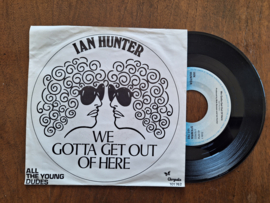 IAN HUNTER
WE
GOTTA GET OUT
OF HERE
ALL
THE YOUNG
DUDES
Chrysalis